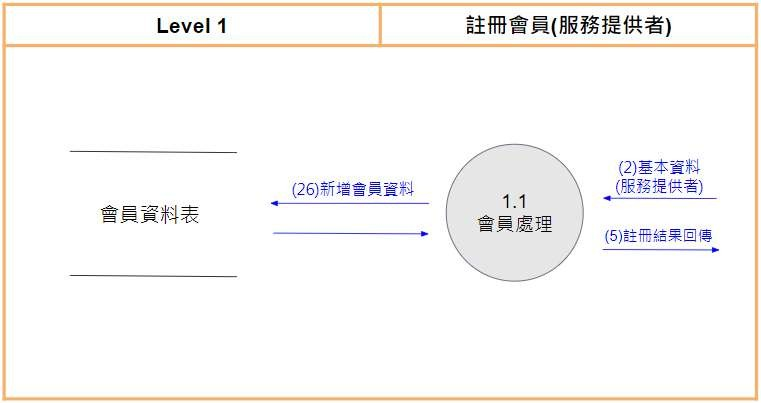 Level 1
註冊會員(服務提供者)
(26)新增會員資料
會員資料表
1.1
會員處理
(2)基本資料
(服務提供者)
(5)註冊結果回傳